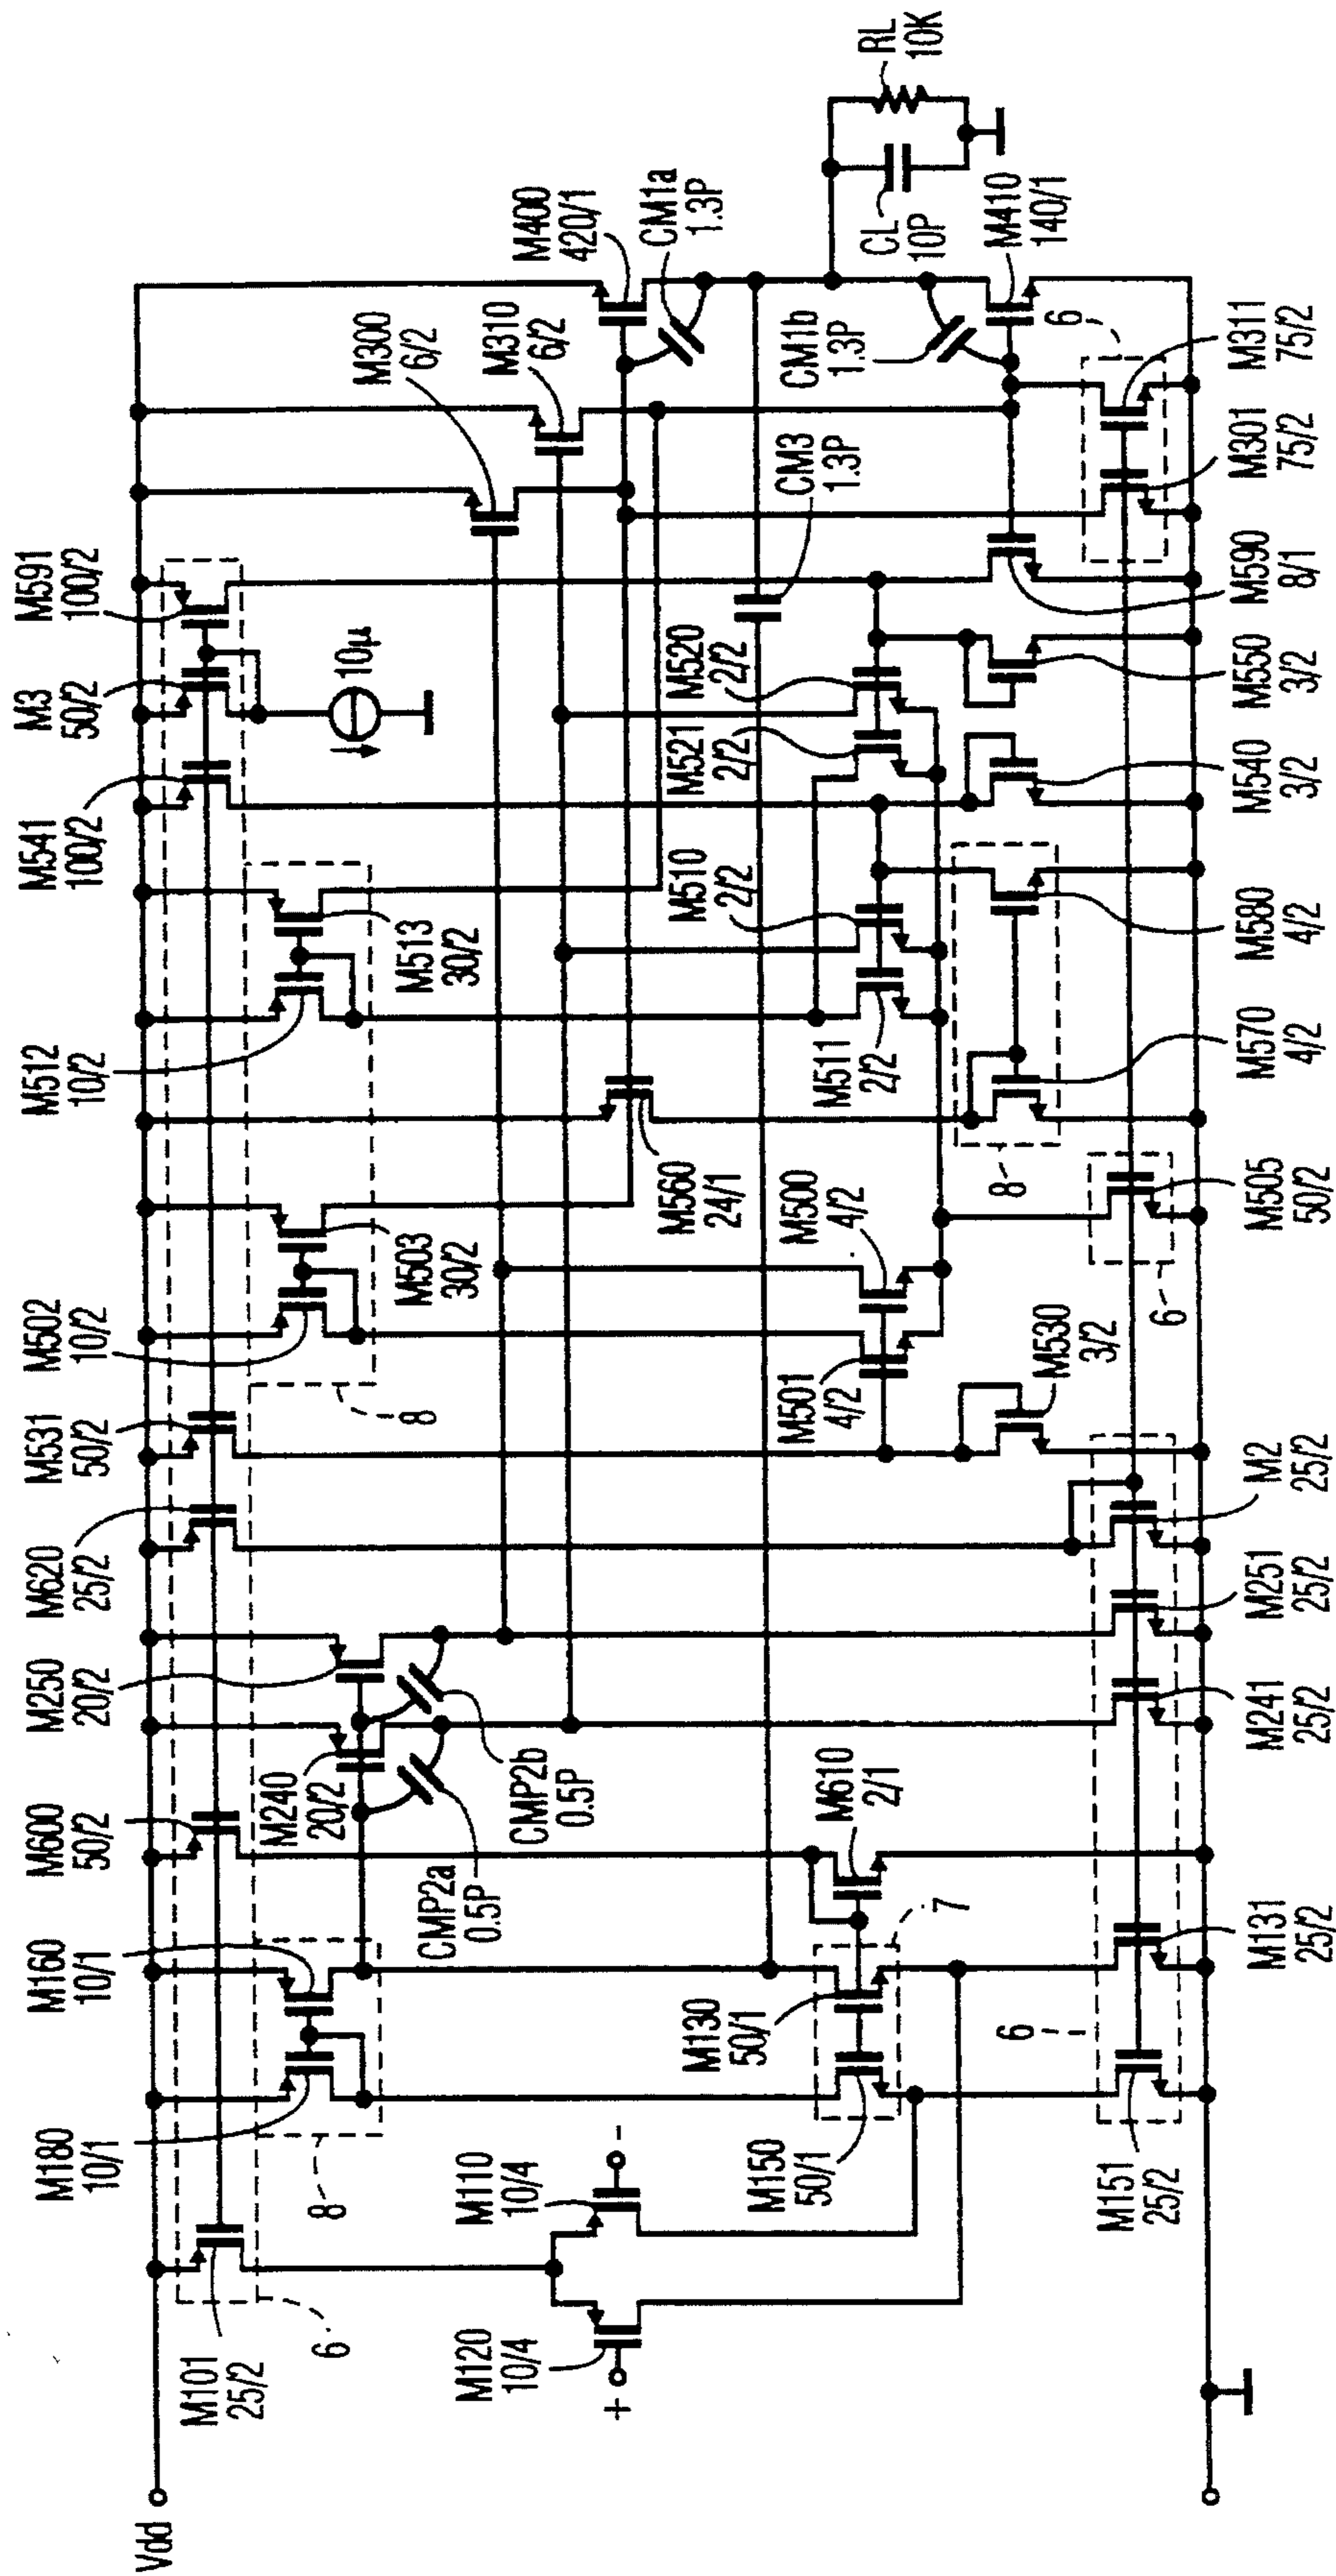 Vdd
M101
25/2
6
M120
10/4
+
M110
10/4
-
M180
10/1
8
M160
10/1
M150
50/1
M130
50/1
7
M151
25/2
6
M131
25/2
M600
50/2
M610
2/1
CMP2a
0.5P
M240
20/2
CMP2b
0.5P
M250
20/2
M241
25/2
M251
25/2
M620
25/2
M2
25/2
M531
50/2
M530
3/2
M502
10/2
M503
30/2
8
M501
4/2
M500
4/2
M505
50/2
6
M560
24/1
M512
10/2
M513
30/2
M511
2/2
M510
2/2
8
M570
4/2
M580
4/2
M541
100/2
M540
3/2
M3
50/2
10μ
M521
2/2
M520
2/2
M550
3/2
M591
100/2
M590
8/1
CM3
1.3P
M300
6/2
M310
6/2
M301
75/2
M311
75/2
6
M400
420/1
CM1a
1.3P
CM1b
1.3P
M410
140/1
CL
10P
RL
10K